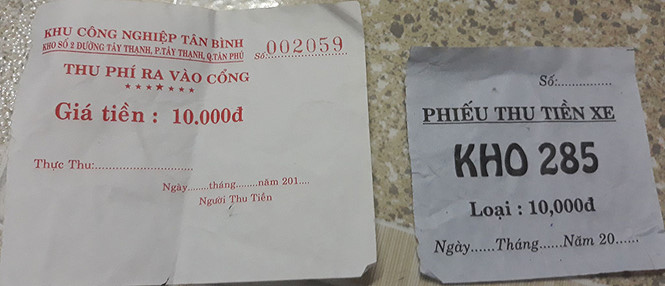 KHU CÔNG NGHIỆP TÂN BÌNH
KHO SỐ 2 ĐƯỜNG TÂY THẠNH, P.TÂY THẠNH, Q.TÂN PHÚ
Số: 002059
THU PHÍ RA VÀO CỔNG
Giá tiền : 10.000đ
Thực Thu:........................
Ngày........tháng........năm 201....
Người Thu Tiền
Số:..............
PHIẾU THU TIỀN XE
KHO 285
Loại : 10,000đ
Ngày......Tháng......Năm 20......